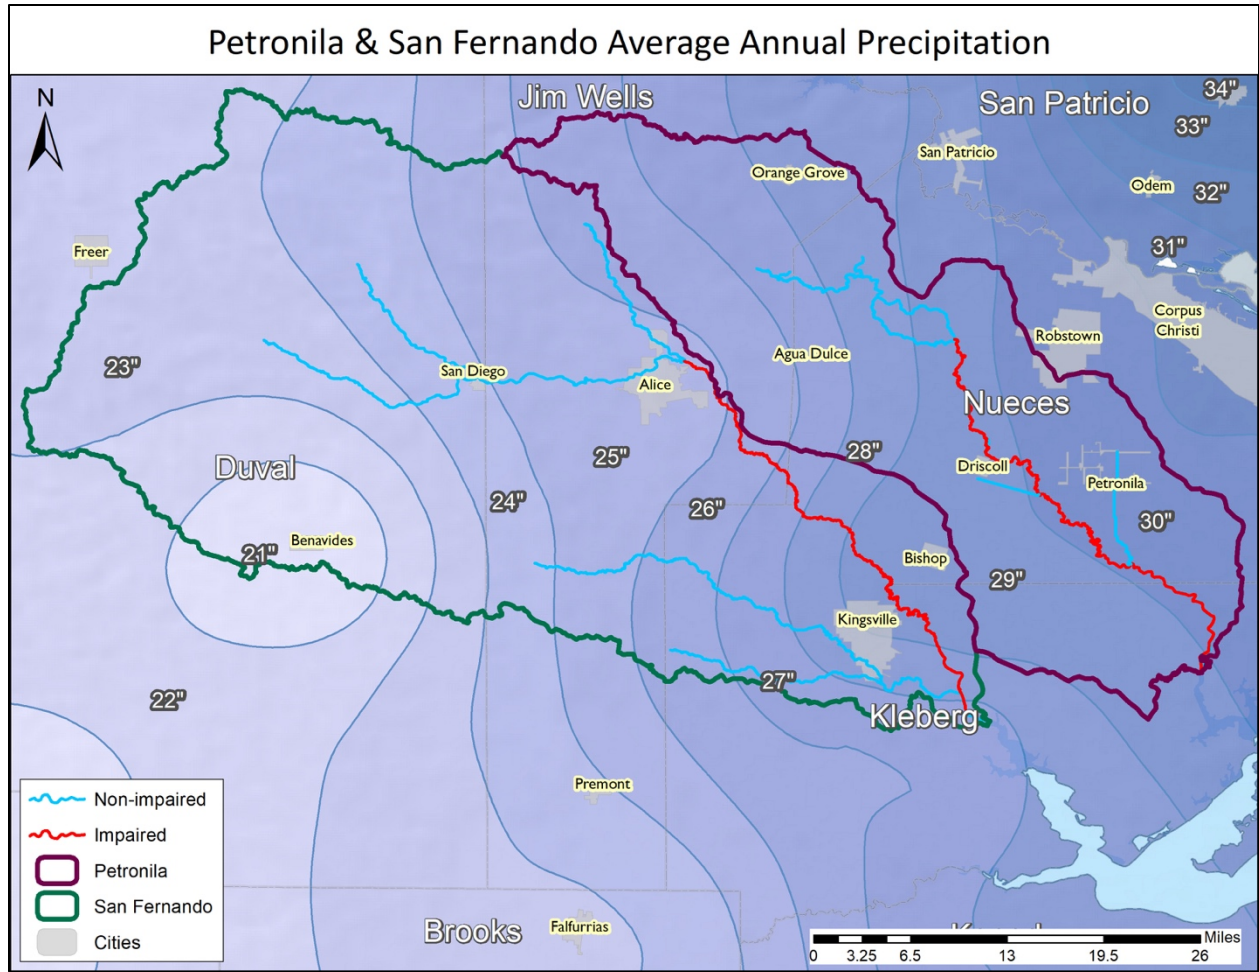 Petronila & San Fernando Average Annual Precipitation
N
Jim Wells
San Patricio
34"
33"
San Patricio
Orange Grove
Odem
32"
31"
Freer
Corpus
Christi
Robstown
Agua Dulce
23"
San Diego
Alice
Nueces
Duval
25"
28"
Driscoll
Petronila
24"
26"
30"
Benavides
21"
Bishop
29"
Kingsville
27"
22"
Kleberg
Premont
Non-impaired
Impaired
Petronila
San Fernando
Cities
Brooks
Falfurrias
Miles
0 3.25 6.5 13 19.5 26